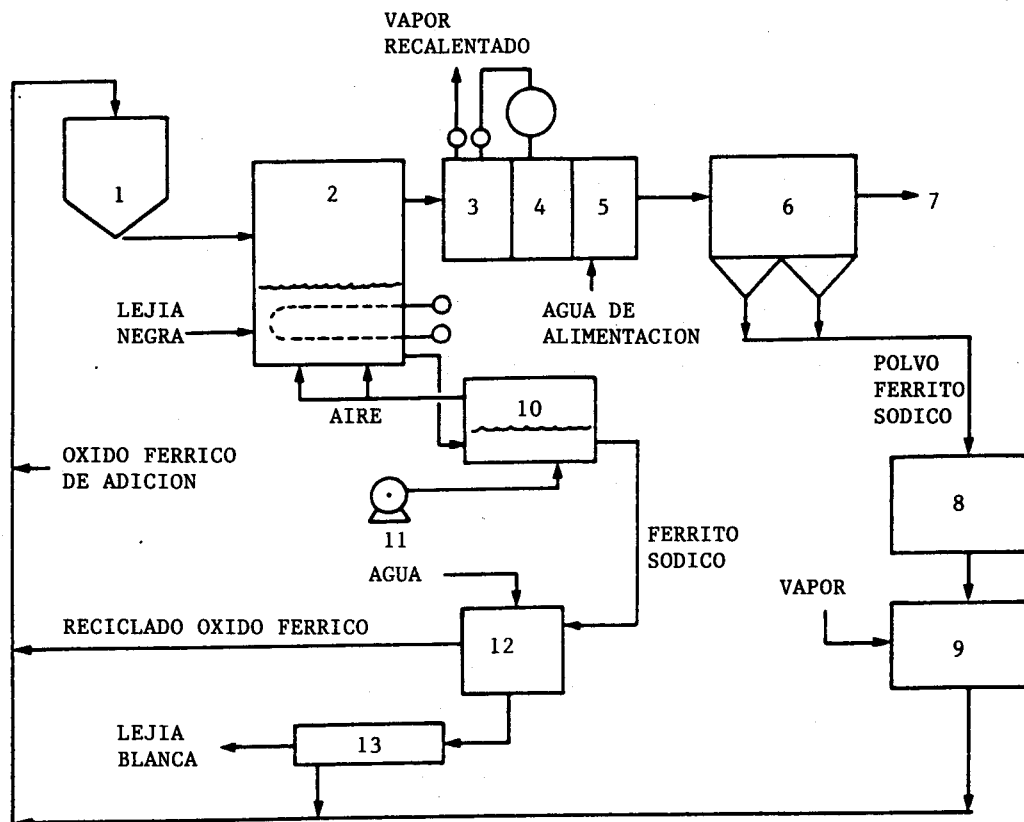 VAPOR
RECALENTADO
1
2
3
4
5
6
7
LEJIA
NEGRA
AGUA DE
ALIMENTACION
POLVO
FERRITO
SODICO
AIRE
10
OXIDO FERRICO
DE ADICION
11
8
FERRITO
SODICO
AGUA
VAPOR
RECICLADO OXIDO FERRICO
12
9
LEJIA
BLANCA
13